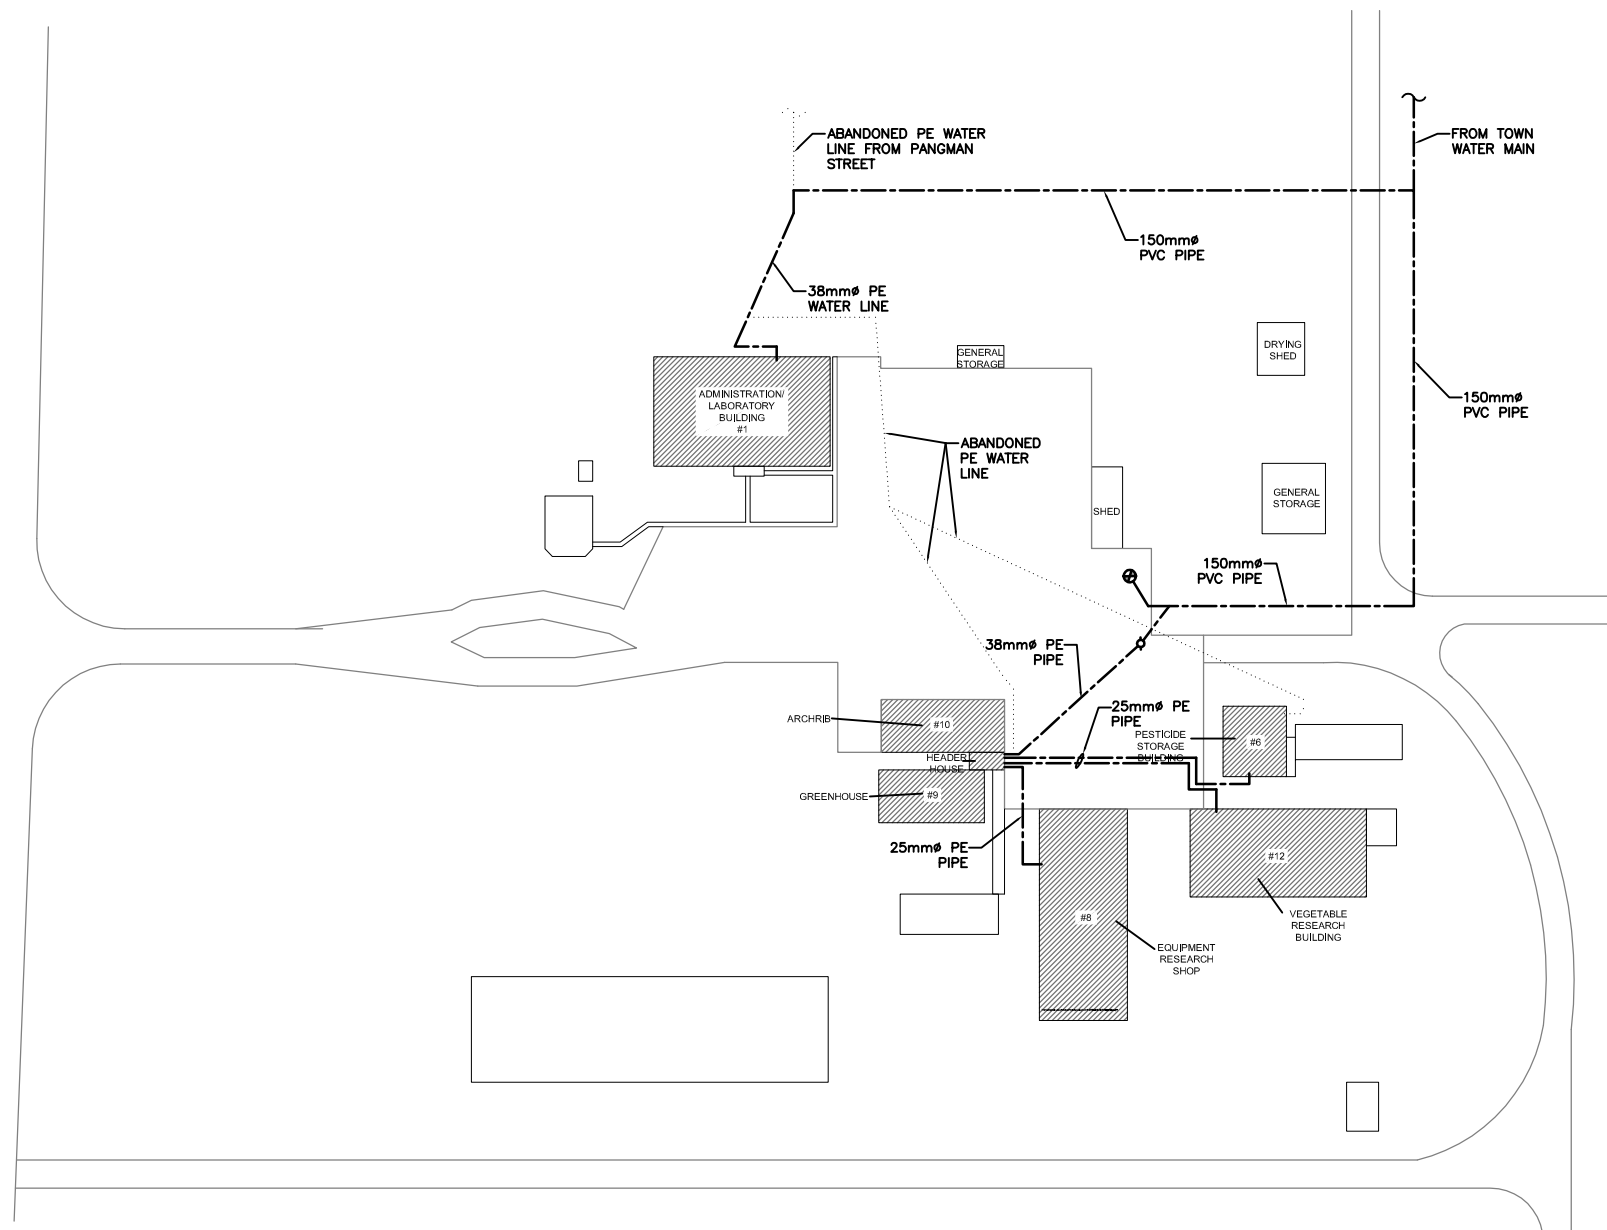 ABANDONED PE WATER
LINE FROM PANGMAN
STREET
FROM TOWN
WATER MAIN
150mmø
PVC PIPE
38mmø PE
WATER LINE
GENERAL
STORAGE
DRYING
SHED
ADMINISTRATION/
LABORATORY
BUILDING
#1
150mmø
PVC PIPE
ABANDONED
PE WATER
LINE
GENERAL
STORAGE
SHED
150mmø
PVC PIPE
38mmø PE
PIPE
25mmø PE
PIPE
ARCHRIB
#10
PESTICIDE
STORAGE
BUILDING
#6
HEADER
HOUSE
GREENHOUSE
#9
25mmø PE
PIPE
#12
#8
VEGETABLE
RESEARCH
BUILDING
EQUIPMENT
RESEARCH
SHOP